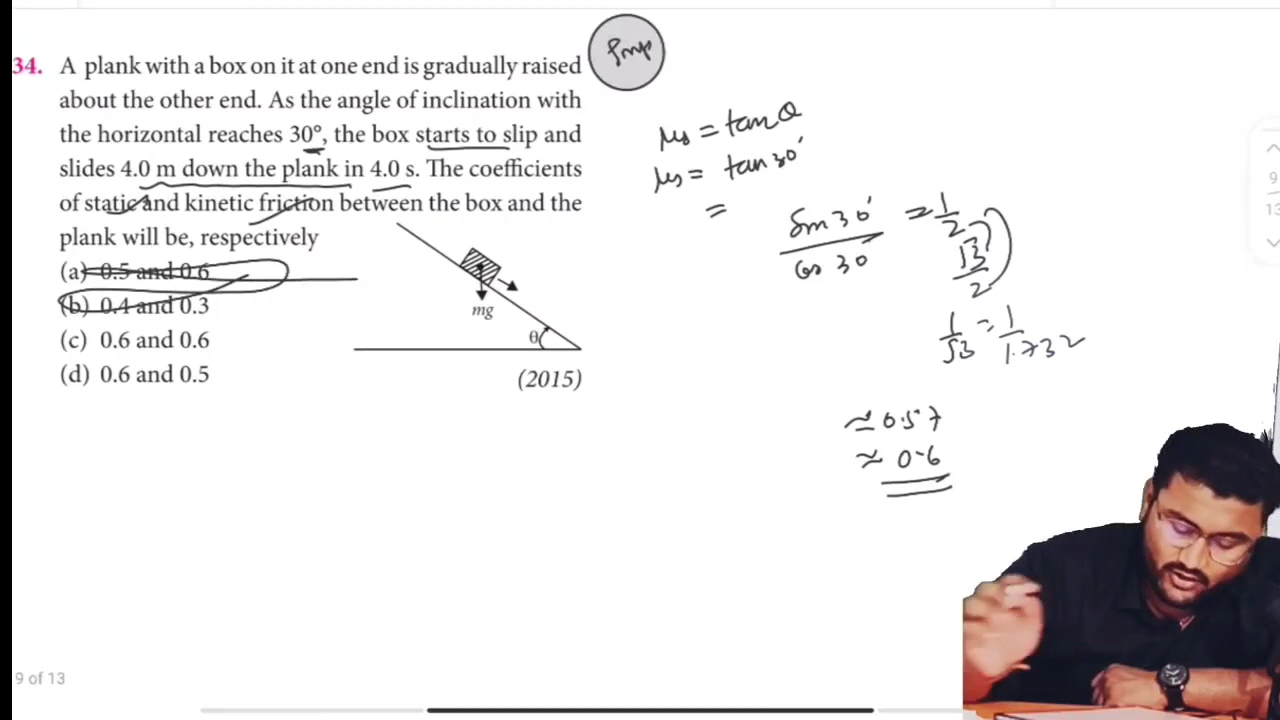 34. A plank with a box on it at one end is gradually raised
about the other end. As the angle of inclination with
the horizontal reaches 30°, the box starts to slip and
slides 4.0 m down the plank in 4.0 s. The coefficients
of static and kinetic friction between the box and the
plank will be, respectively
(a) 0.5 and 0.6
(b) 0.4 and 0.3
(c) 0.6 and 0.6
(d) 0.6 and 0.5
mg
θ
(2015)
Imp
μs = tan θ
μs = tan 30°
= sin 30° / cos 30° = 1/2 / √3/2
1/√3 = 1/1.732
≈ 0.57
≈ 0.6
9
13
9 of 13